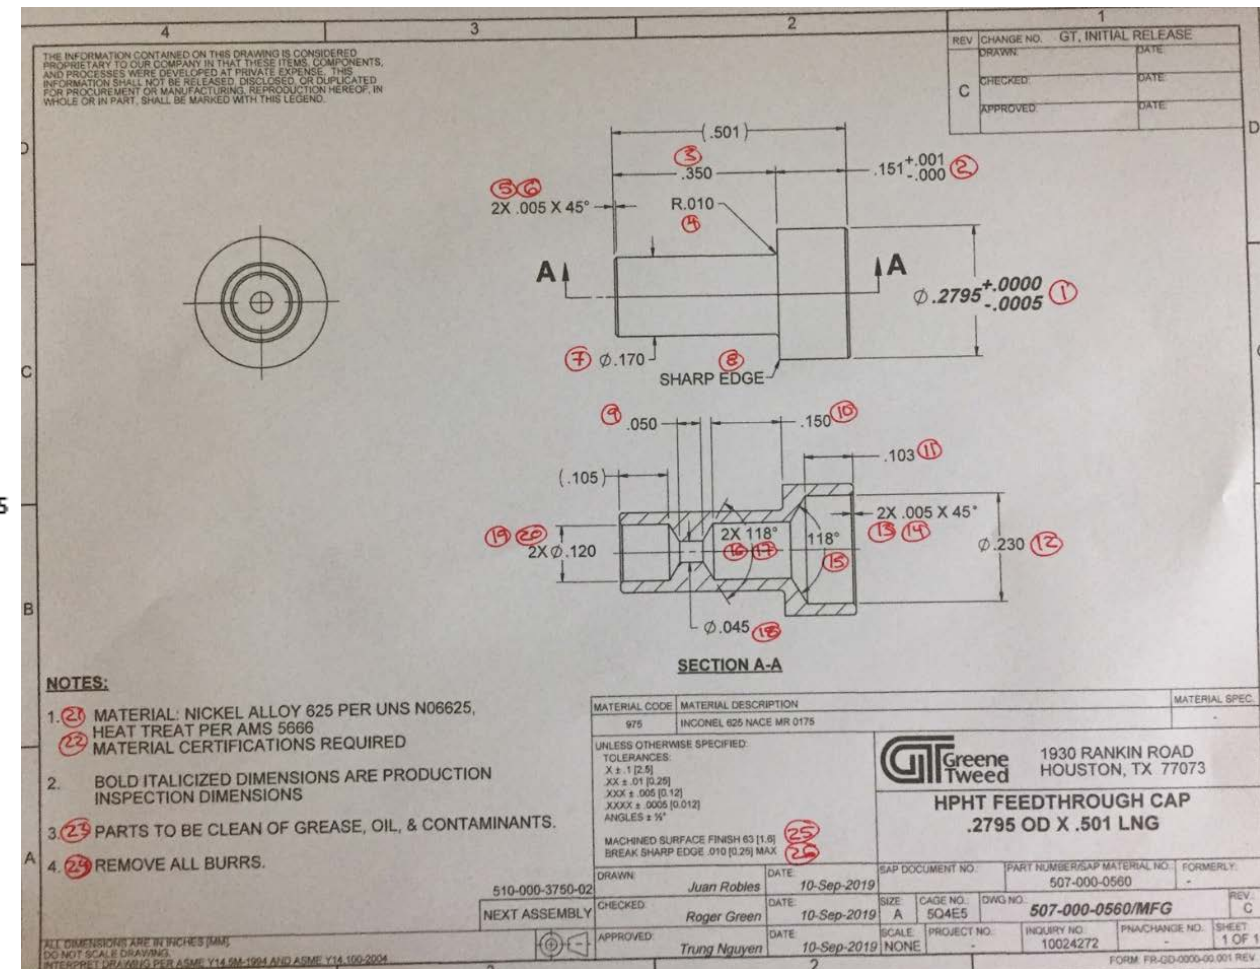 4 3 2 1
THE INFORMATION CONTAINED ON THIS DRAWING IS CONSIDERED
PROPRIETARY TO OUR COMPANY IN THAT THESE ITEMS, COMPONENTS,
AND PROCESSES WERE DEVELOPED AT PRIVATE EXPENSE. THIS
INFORMATION SHALL NOT BE RELEASED, DISCLOSED, OR DUPLICATED
FOR PROCUREMENT OR MANUFACTURING, REPRODUCTION HEREOF, IN
WHOLE OR IN PART, SHALL BE MARKED WITH THIS LEGEND.
REV CHANGE NO. GT, INITIAL RELEASE
DRAWN: DATE:
C CHECKED: DATE:
APPROVED: DATE:
D
D
(.501)
3
.350
.151 +.001 -.000 2
5 6
2X .005 X 45°
R.010
4
A A
Ø.2795 +.0000 -.0005 1
7 Ø.170
8
SHARP EDGE
C
9 .050
.150 10
.103 11
(.105)
5
19 20
2X Ø.120
2X 118°
16 17
118°
15
2X .005 X 45°
13 14
Ø.230 12
B
Ø.045 18
SECTION A-A
NOTES:
1. 21 MATERIAL: NICKEL ALLOY 625 PER UNS N06625,
HEAT TREAT PER AMS 5666
22 MATERIAL CERTIFICATIONS REQUIRED
2. BOLD ITALICIZED DIMENSIONS ARE PRODUCTION
INSPECTION DIMENSIONS
3. 23 PARTS TO BE CLEAN OF GREASE, OIL, & CONTAMINANTS.
4. 24 REMOVE ALL BURRS.
A
MATERIAL CODE MATERIAL DESCRIPTION MATERIAL SPEC.
975 INCONEL 625 NACE MR 0175 -
UNLESS OTHERWISE SPECIFIED:
TOLERANCES:
X ± .1 [2.5]
XX ± .01 [0.25]
.XXX ± .005 [0.12]
.XXXX ± .0005 [0.012]
ANGLES ± ½°
MACHINED SURFACE FINISH 63 [1.6] 25
BREAK SHARP EDGE .010 [0.25] MAX 26
GT Greene
Tweed
1930 RANKIN ROAD
HOUSTON, TX 77073
HPHT FEEDTHROUGH CAP
.2795 OD X .501 LNG
510-000-3750-02
NEXT ASSEMBLY
DRAWN: Juan Robles DATE: 10-Sep-2019
CHECKED: Roger Green DATE: 10-Sep-2019
APPROVED: Trung Nguyen DATE: 10-Sep-2019
SAP DOCUMENT NO. PART NUMBER/SAP MATERIAL NO. FORMERLY:
507-000-0560 -
SIZE: CAGE NO.: DWG NO. REV.:
A 5Q4E5 507-000-0560/MFG C
SCALE: PROJECT NO. INQUIRY NO. PNA/CHANGE NO. SHEET
NONE - 10024272 - 1 OF 1
ALL DIMENSIONS ARE IN INCHES [MM].
DO NOT SCALE DRAWING.
INTERPRET DRAWING PER ASME Y14.5M-1994 AND ASME Y14.100-2004
2
FORM: FR-GD-0000-00.001 REV.